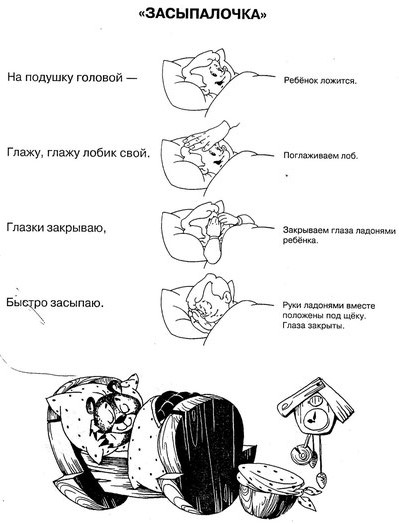 «ЗАСЫПАЛОЧКА»
На подушку головой —
Ребёнок ложится.
Глажу, глажу лобик свой.
Поглаживаем лоб.
Глазки закрываю,
Закрываем глаза ладонями
ребёнка.
Быстро засыпаю.
Руки ладонями вместе
положены под щёку.
Глаза закрыты.